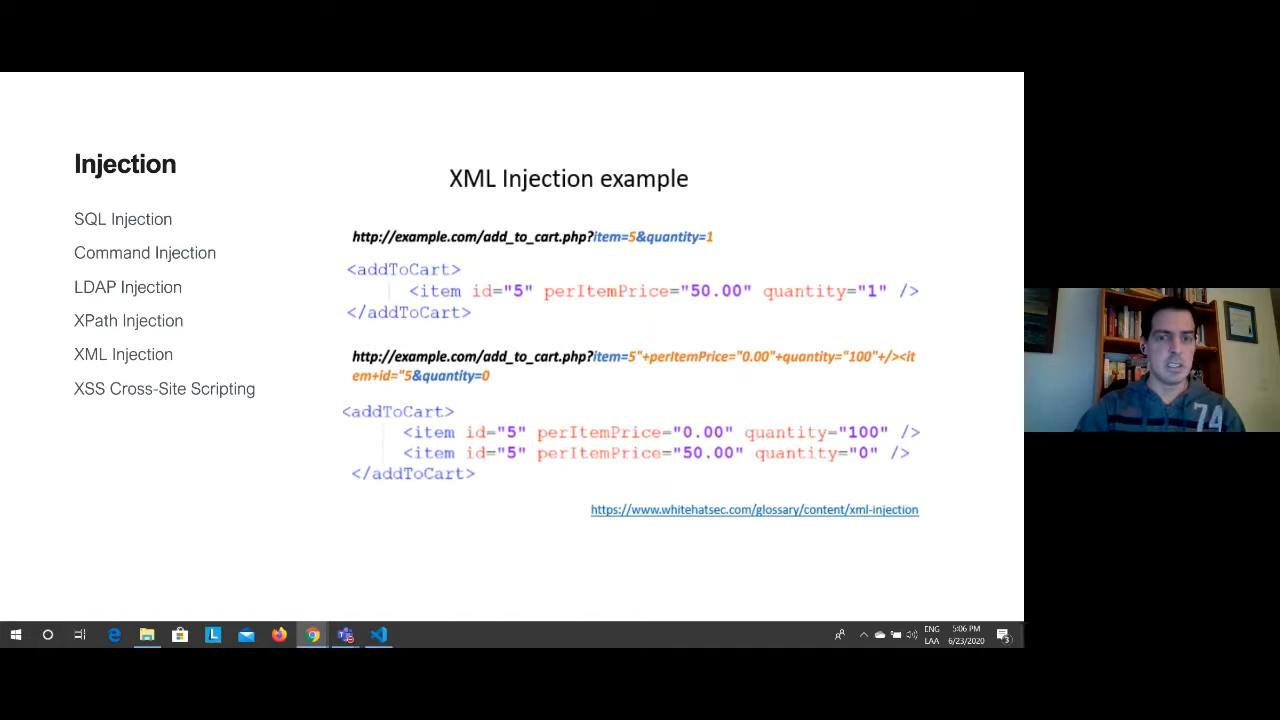 Injection
SQL Injection
Command Injection
LDAP Injection
XPath Injection
XML Injection
XSS Cross-Site Scripting
XML Injection example
http://example.com/add_to_cart.php?item=5&quantity=1
<addToCart>
<item id="5" perItemPrice="50.00" quantity="1" />
</addToCart>
http://example.com/add_to_cart.php?item=5"+perItemPrice="0.00"+quantity="100"+/><it
em+id="5&quantity=0
<addToCart>
<item id="5" perItemPrice="0.00" quantity="100" />
<item id="5" perItemPrice="50.00" quantity="0" />
</addToCart>
https://www.whitehatsec.com/glossary/content/xml-injection
74
ENG
LAA
5:06 PM
6/23/2020
3